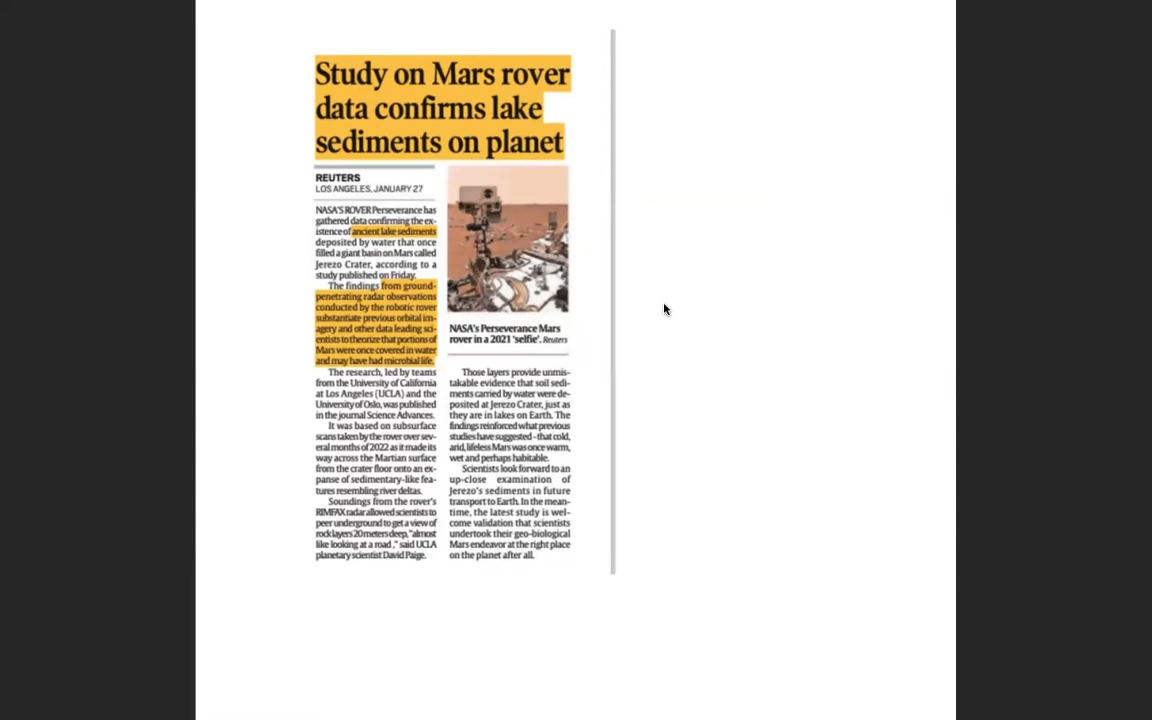 Study on Mars rover
data confirms lake
sediments on planet
REUTERS
LOS ANGELES, JANUARY 27
NASA'S ROVER Perseverance has
gathered data confirming the ex-
istence of ancient lake sediments
deposited by water that once
filled a giant basin on Mars called
Jerezo Crater, according to a
study published on Friday.
The findings from ground-
penetrating radar observations
conducted by the robotic rover
substantiate previous orbital im-
agery and other data leading sci-
entists to theorize that portions of
Mars were once covered in water
and may have had microbial life.
The research, led by teams
from the University of California
at Los Angeles (UCLA) and the
University of Oslo, was published
in the journal Science Advances.
It was based on subsurface
scans taken by the rover over sev-
eral months of 2022 as it made its
way across the Martian surface
from the crater floor onto an ex-
panse of sedimentary-like fea-
tures resembling river deltas.
Soundings from the rover's
RIMFAX radar allowed scientists to
peer underground to get a view of
rock layers 20 meters deep, "almost
like looking at a road ," said UCLA
planetary scientist David Paige.
NASA's Perseverance Mars
rover in a 2021 'selfie'. Reuters
Those layers provide unmis-
takable evidence that soil sedi-
ments carried by water were de-
posited at Jerezo Crater, just as
they are in lakes on Earth. The
findings reinforced what previous
studies have suggested - that cold,
arid, lifeless Mars was once warm,
wet and perhaps habitable.
Scientists look forward to an
up-close examination of
Jerezo's sediments in future
transport to Earth. In the mean-
time, the latest study is wel-
come validation that scientists
undertook their geo-biological
Mars endeavor at the right place
on the planet after all.